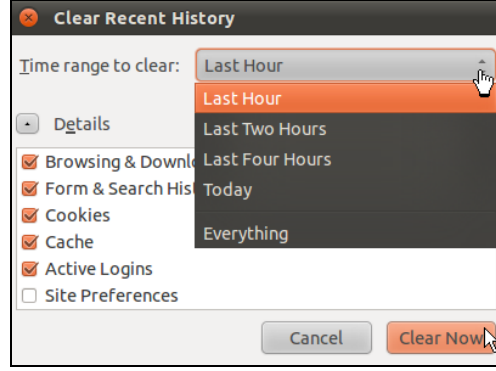 Clear Recent History
Time range to clear: Last Hour
Last Hour
Last Two Hours
Last Four Hours
Today
Everything
Details
Browsing & Downl
Form & Search His
Cookies
Cache
Active Logins
Site Preferences
Cancel Clear Now